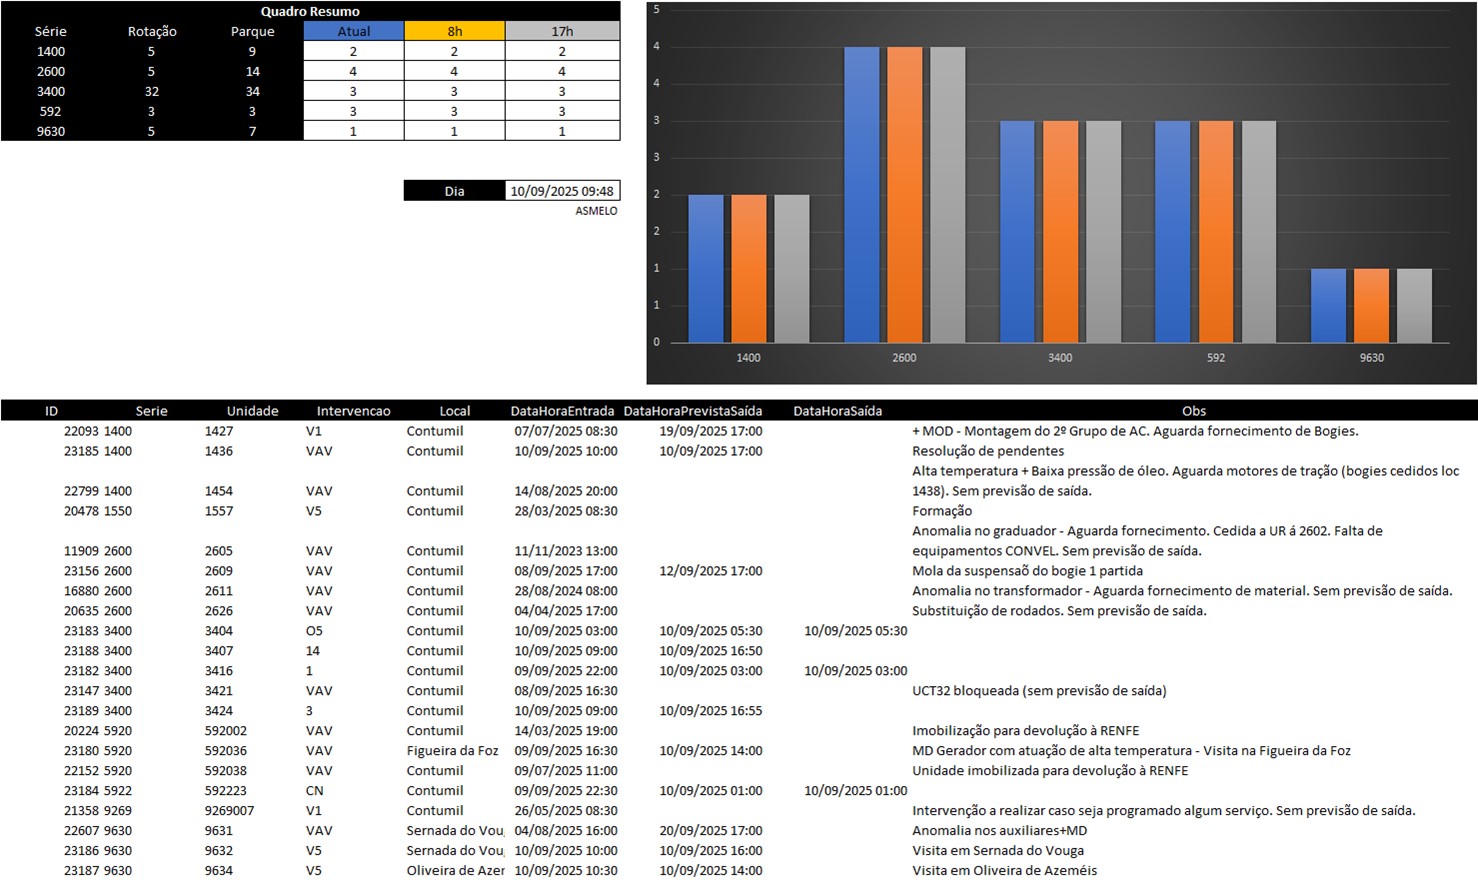 Quadro Resumo
Série Rotação Parque Atual 8h 17h
1400 5 9 2 2 2
2600 5 14 4 4 4
3400 32 34 3 3 3
592 3 3 3 3 3
9630 5 7 1 1 1
Dia 10/09/2025 09:48
ASMELO
5
4
4
3
3
2
2
1
1
0
1400 2600 3400 592 9630
ID Serie Unidade Intervencao Local DataHoraEntrada DataHoraPrevistaSaída DataHoraSaída Obs
22093 1400 1427 V1 Contumil 07/07/2025 08:30 19/09/2025 17:00 + MOD - Montagem do 2º Grupo de AC. Aguarda fornecimento de Bogies.
23185 1400 1436 VAV Contumil 10/09/2025 10:00 10/09/2025 17:00 Resolução de pendentes
Alta temperatura + Baixa pressão de óleo. Aguarda motores de tração (bogies cedidos loc
22799 1400 1454 VAV Contumil 14/08/2025 20:00 1438). Sem previsão de saída.
20478 1550 1557 V5 Contumil 28/03/2025 08:30 Formação
Anomalia no graduador - Aguarda fornecimento. Cedida a UR á 2602. Falta de
11909 2600 2605 VAV Contumil 11/11/2023 13:00 equipamentos CONVEL. Sem previsão de saída.
23156 2600 2609 VAV Contumil 08/09/2025 17:00 12/09/2025 17:00 Mola da suspensaõ do bogie 1 partida
16880 2600 2611 VAV Contumil 28/08/2024 08:00 Anomalia no transformador - Aguarda fornecimento de material. Sem previsão de saída.
20635 2600 2626 VAV Contumil 04/04/2025 17:00 Substituição de rodados. Sem previsão de saída.
23183 3400 3404 O5 Contumil 10/09/2025 03:00 10/09/2025 05:30 10/09/2025 05:30
23188 3400 3407 14 Contumil 10/09/2025 09:00 10/09/2025 16:50
23182 3400 3416 1 Contumil 09/09/2025 22:00 10/09/2025 03:00 10/09/2025 03:00
23147 3400 3421 VAV Contumil 08/09/2025 16:30 UCT32 bloqueada (sem previsão de saída)
23189 3400 3424 3 Contumil 10/09/2025 09:00 10/09/2025 16:55
20224 5920 592002 VAV Contumil 14/03/2025 19:00 Imobilização para devolução à RENFE
23180 5920 592036 VAV Figueira da Foz 09/09/2025 16:30 10/09/2025 14:00 MD Gerador com atuação de alta temperatura - Visita na Figueira da Foz
22152 5920 592038 VAV Contumil 09/07/2025 11:00 Unidade imobilizada para devolução à RENFE
23184 5922 592223 CN Contumil 09/09/2025 22:30 10/09/2025 01:00 10/09/2025 01:00
21358 9269 9269007 V1 Contumil 26/05/2025 08:30 Intervenção a realizar caso seja programado algum serviço. Sem previsão de saída.
22607 9630 9631 VAV Sernada do Vou 04/08/2025 16:00 20/09/2025 17:00 Anomalia nos auxiliares+MD
23186 9630 9632 V5 Sernada do Vou 10/09/2025 10:00 10/09/2025 16:00 Visita em Sernada do Vouga
23187 9630 9634 V5 Oliveira de Azer 10/09/2025 10:30 10/09/2025 14:00 Visita em Oliveira de Azeméis